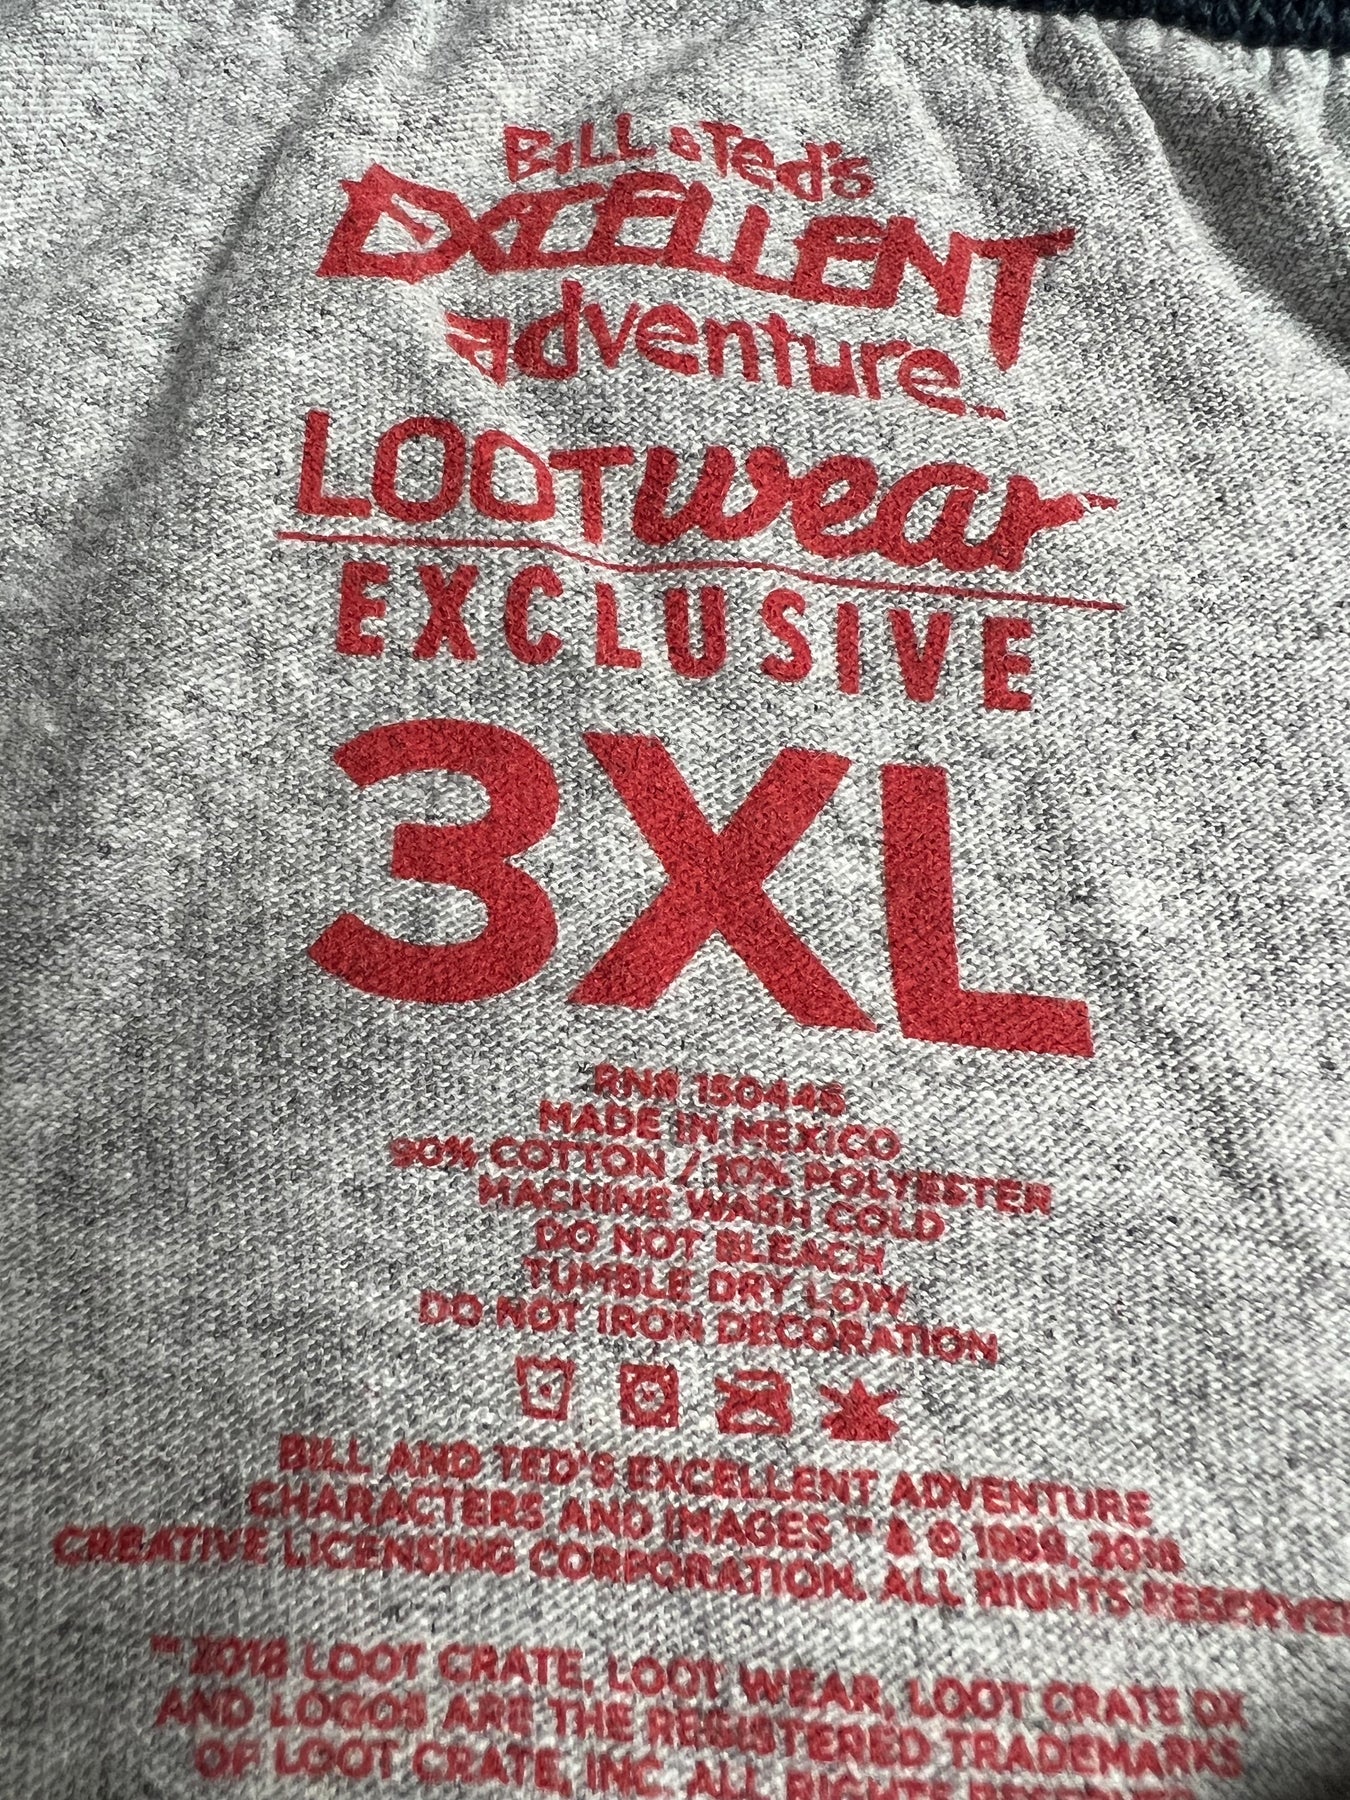 Bill & Ted's
EXCELLENT
adventure...
LOOTwear
EXCLUSIVE
3XL
RN# 150446
MADE IN MEXICO
90% COTTON / 10% POLYESTER
MACHINE WASH COLD
DO NOT BLEACH
TUMBLE DRY LOW
DO NOT IRON DECORATION
BILL AND TED'S EXCELLENT ADVENTURE
CHARACTERS AND IMAGES ™ & © 1989, 2018
CREATIVE LICENSING CORPORATION. ALL RIGHTS RESERVE
™ 2018 LOOT CRATE, LOOT WEAR, LOOT CRATE DX
AND LOGOS ARE THE REGISTERED TRADEMARKS
OF LOOT CRATE, INC. ALL RIGHTS